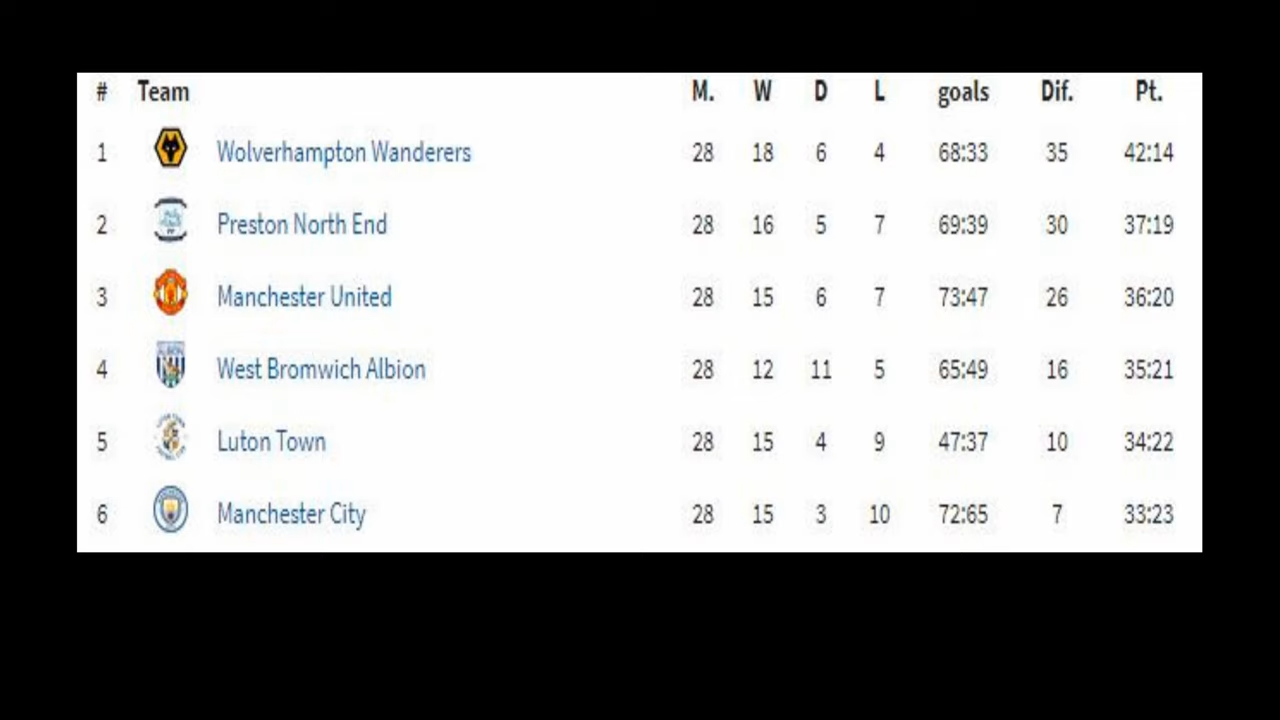 # Team M. W D L goals Dif. Pt.
1 Wolverhampton Wanderers 28 18 6 4 68:33 35 42:14
2 Preston North End 28 16 5 7 69:39 30 37:19
3 Manchester United 28 15 6 7 73:47 26 36:20
4 West Bromwich Albion 28 12 11 5 65:49 16 35:21
5 Luton Town 28 15 4 9 47:37 10 34:22
6 Manchester City 28 15 3 10 72:65 7 33:23